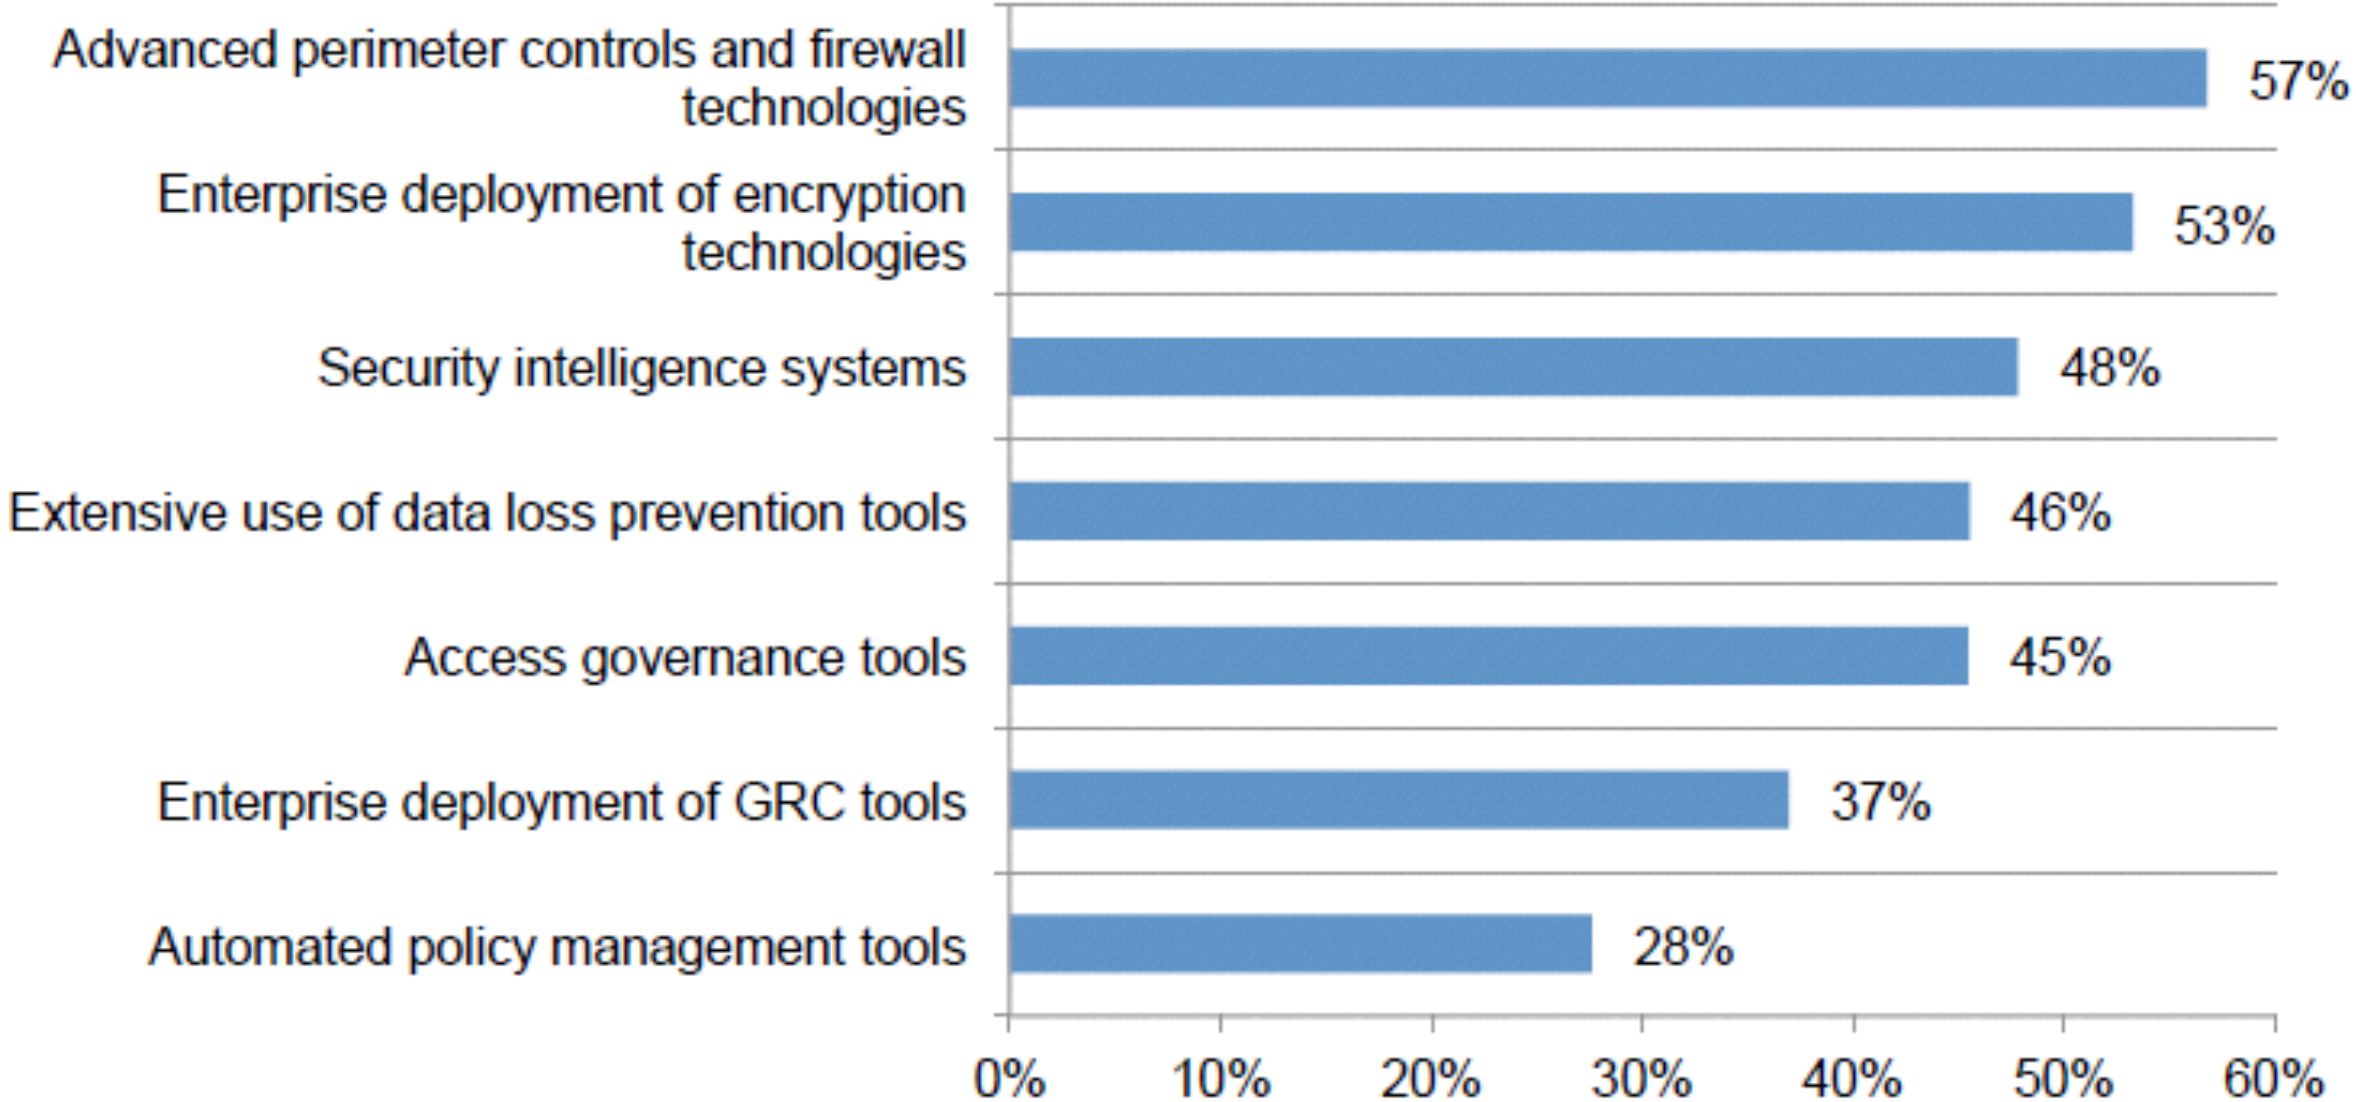 Advanced perimeter controls and firewall
technologies
57%
Enterprise deployment of encryption
technologies
53%
Security intelligence systems
48%
Extensive use of data loss prevention tools
46%
Access governance tools
45%
Enterprise deployment of GRC tools
37%
Automated policy management tools
28%
0% 10% 20% 30% 40% 50% 60%